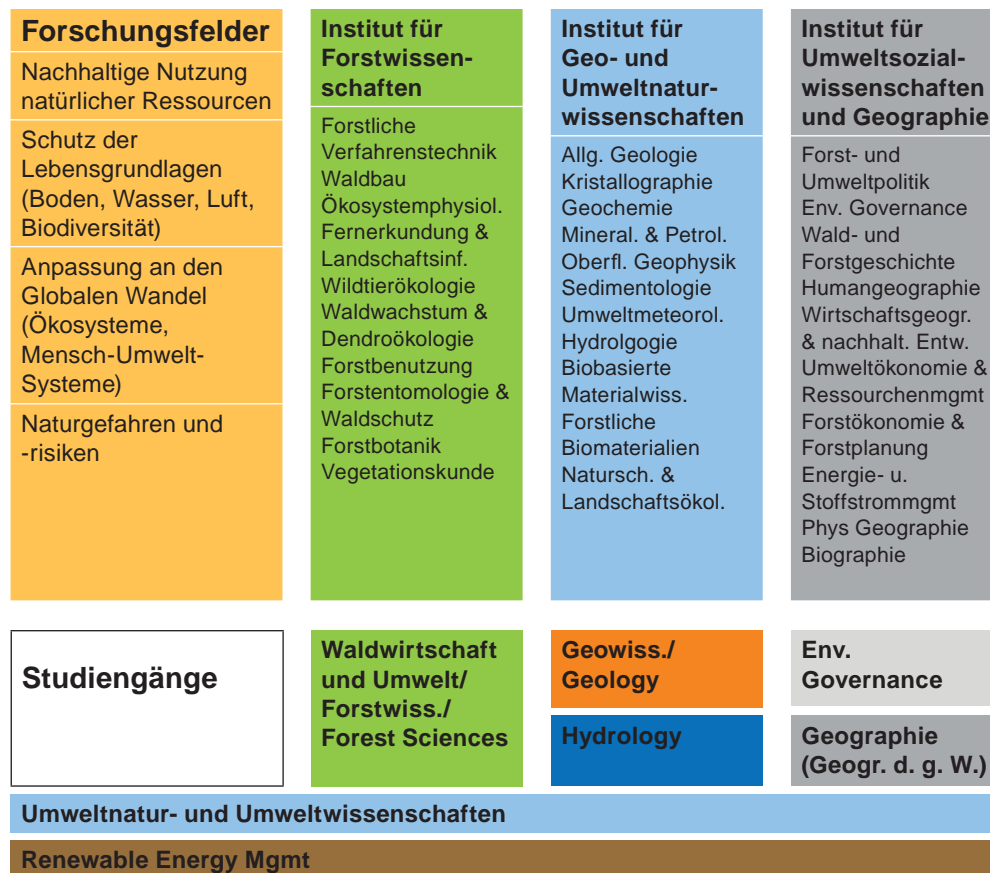 Forschungsfelder
Nachhaltige Nutzung
natürlicher Ressourcen
Schutz der
Lebensgrundlagen
(Boden, Wasser, Luft,
Biodiversität)
Anpassung an den
Globalen Wandel
(Ökosysteme,
Mensch-Umwelt-
Systeme)
Naturgefahren und
-risiken
Institut für
Forstwissen-
schaften
Forstliche
Verfahrenstechnik
Waldbau
Ökosystemphysiol.
Fernerkundung &
Landschaftsinf.
Wildtierökologie
Waldwachstum &
Dendroökologie
Forstbenutzung
Forstentomologie &
Waldschutz
Forstbotanik
Vegetationskunde
Institut für
Geo- und
Umweltnatur-
wissenschaften
Allg. Geologie
Kristallographie
Geochemie
Mineral. & Petrol.
Oberfl. Geophysik
Sedimentologie
Umweltmeteorol.
Hydrolgogie
Biobasierte
Materialwiss.
Forstliche
Biomaterialien
Natursch. &
Landschaftsökol.
Institut für
Umweltsozial-
wissenschaften
und Geographie
Forst- und
Umweltpolitik
Env. Governance
Wald- und
Forstgeschichte
Humangeographie
Wirtschaftsgeogr.
& nachhalt. Entw.
Umweltökonomie &
Ressourchenmgmt
Forstökonomie &
Forstplanung
Energie- u.
Stoffstrommgmt
Phys Geographie
Biographie
Studiengänge
Waldwirtschaft
und Umwelt/
Forstwiss./
Forest Sciences
Geowiss./
Geology
Hydrology
Env.
Governance
Geographie
(Geogr. d. g. W.)
Umweltnatur- und Umweltwissenschaften
Renewable Energy Mgmt